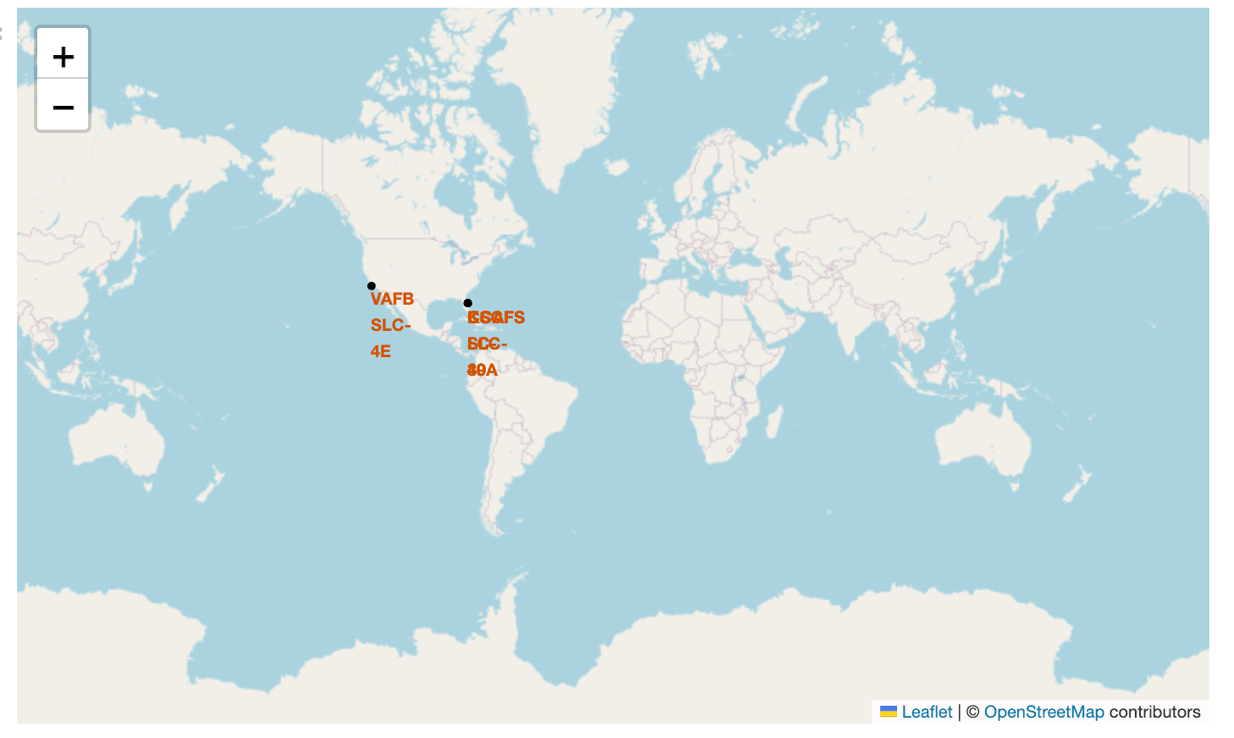 +
−
VAFB
SLC-
4E
Leaflet | © OpenStreetMap contributors